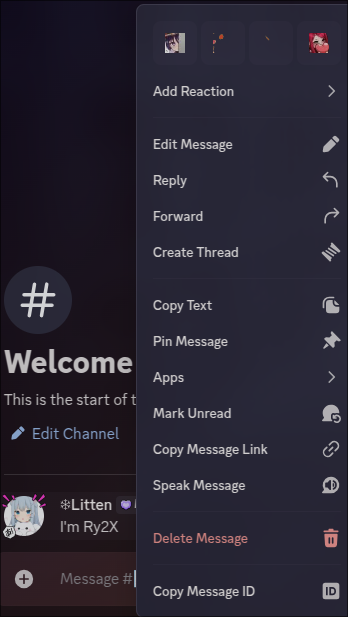 Add Reaction
Edit Message
Reply
Forward
Create Thread
Copy Text
Pin Message
Apps
Mark Unread
Copy Message Link
Speak Message
Delete Message
Copy Message ID
ID
#
Welcome
This is the start of t
Edit Channel
❄Litten
I'm Ry2X
Message #